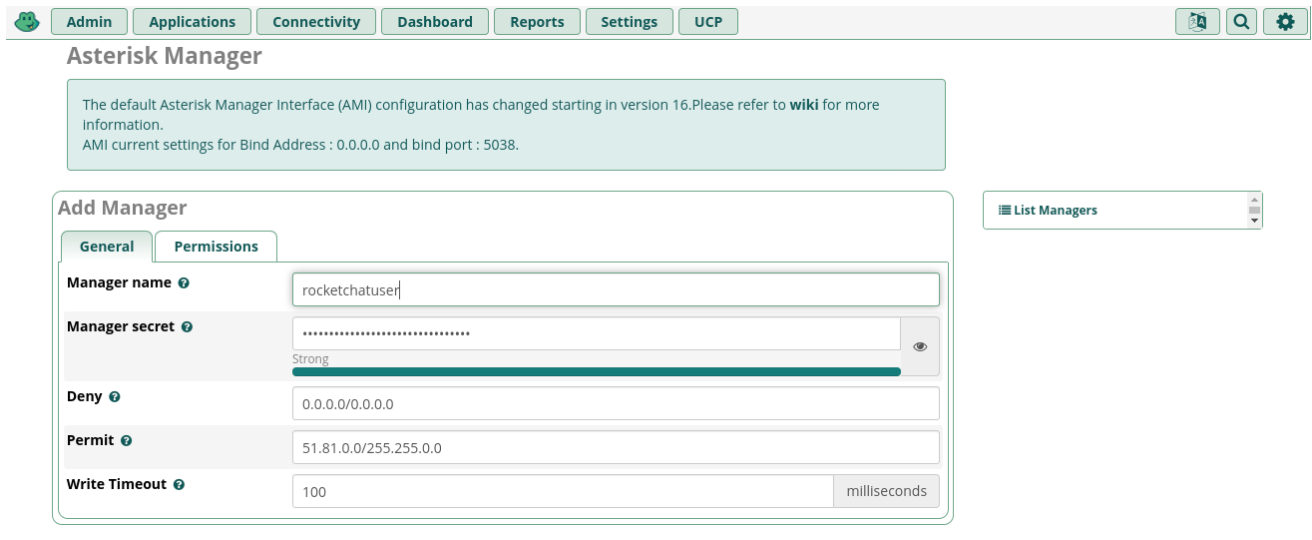 Admin
Applications
Connectivity
Dashboard
Reports
Settings
UCP
Asterisk Manager
The default Asterisk Manager Interface (AMI) configuration has changed starting in version 16.Please refer to wiki for more
information.
AMI current settings for Bind Address : 0.0.0.0 and bind port : 5038.
Add Manager
List Managers
General
Permissions
Manager name
rocketchatuser
Manager secret
••••••••••••••••••••••••••••••••
Strong
Deny
0.0.0.0/0.0.0.0
Permit
51.81.0.0/255.255.0.0
Write Timeout
100
milliseconds